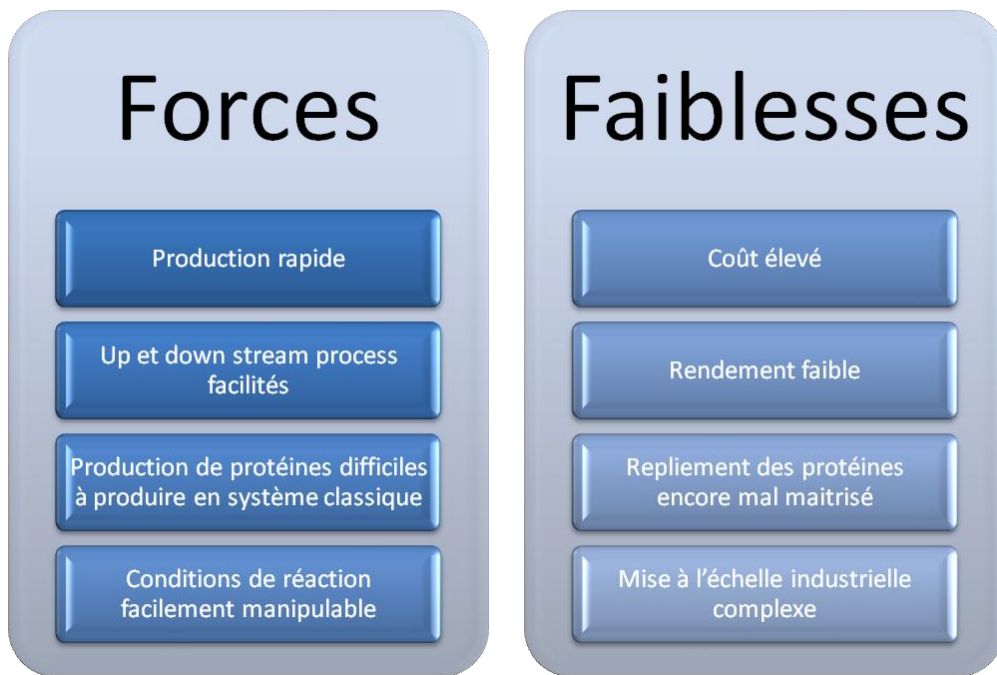 Forces
Production rapide
Up et down stream process
facilités
Production de protéines difficiles
à produire en système classique
Conditions de réaction
facilement manipulable
Faiblesses
Coût élevé
Rendement faible
Repliement des protéines
encore mal maitrisé
Mise à l’échelle industrielle
complexe